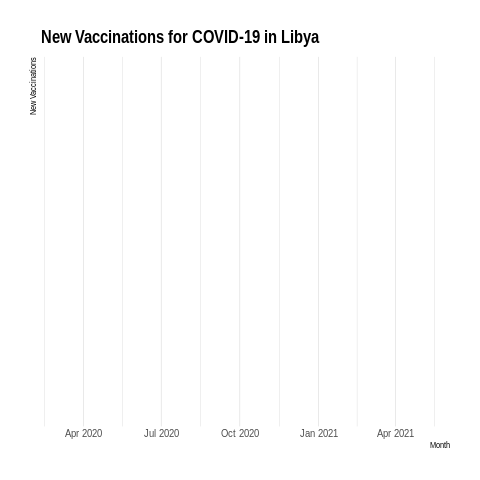 New Vaccinations for COVID-19 in Libya
New Vaccinations
Apr 2020 Jul 2020 Oct 2020 Jan 2021 Apr 2021
Month